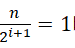 n/2^{i+1} = 1